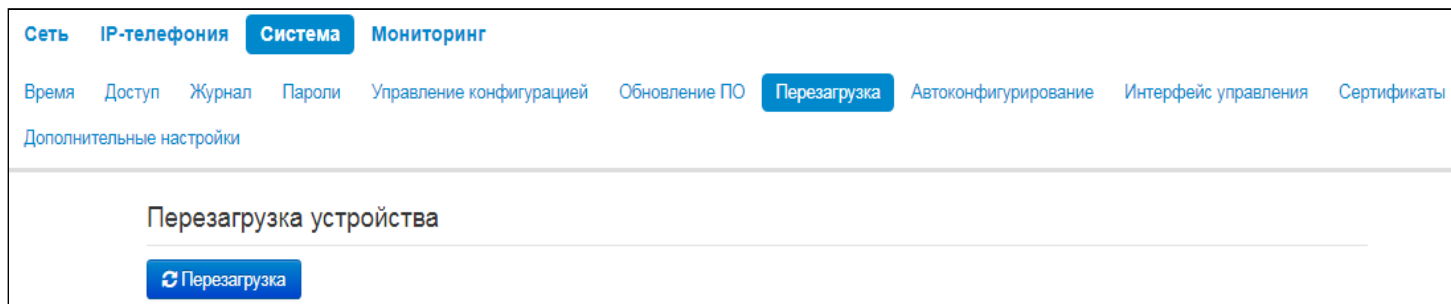 Сеть IP-телефония Система Мониторинг
Время Доступ Журнал Пароли Управление конфигурацией Обновление ПО Перезагрузка Автоконфигурирование Интерфейс управления Сертификаты
Дополнительные настройки
Перезагрузка устройства
Перезагрузка